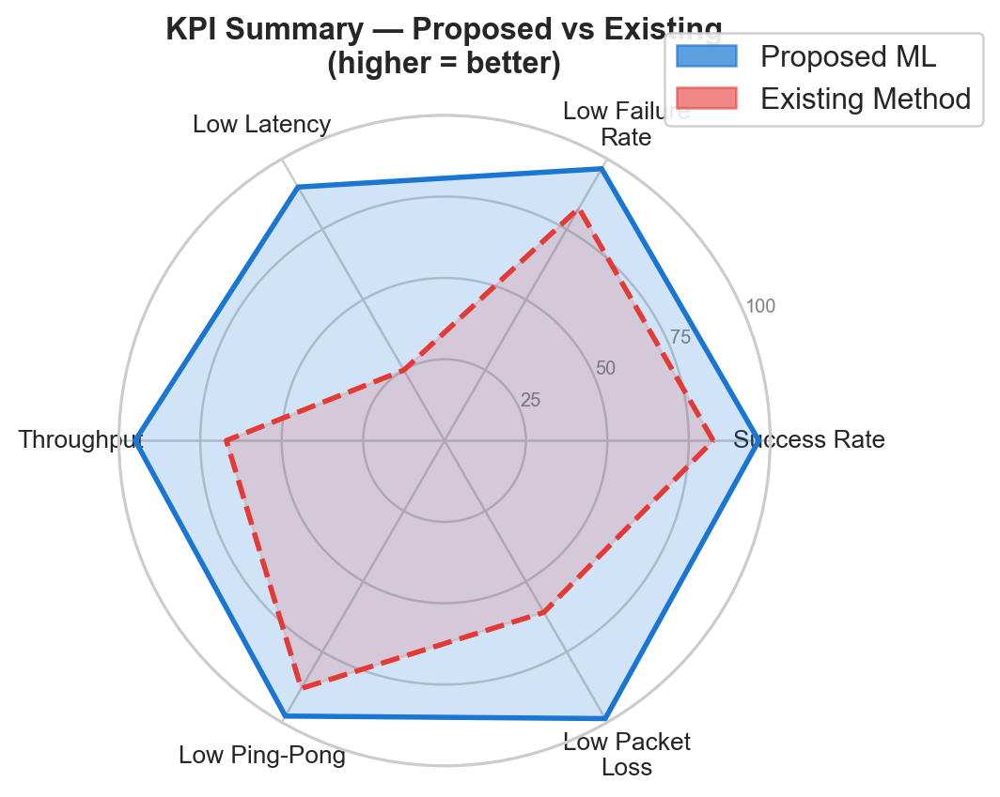 KPI Summary — Proposed vs Existing
(higher = better)
Proposed ML
Existing Method
Low Latency
Low Failure
Rate
100
75
50
25
Throughput
Success Rate
Low Ping-Pong
Low Packet
Loss